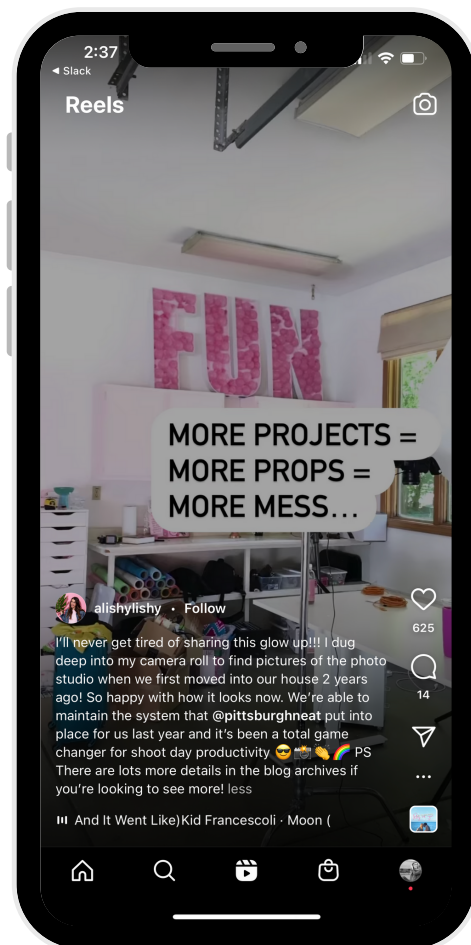 2:37
◀ Slack
Reels
FUN
MORE PROJECTS =
MORE PROPS =
MORE MESS...
alishylishy • Follow
625
I'll never get tired of sharing this glow up!!! I dug
deep into my camera roll to find pictures of the photo
studio when we first moved into our house 2 years
ago! So happy with how it looks now. We're able to
maintain the system that @pittsburghneat put into
place for us last year and it's been a total game
changer for shoot day productivity 😎📸👏🌈 PS
There are lots more details in the blog archives if
you're looking to see more! less
14
And It Went Like)Kid Francescoli · Moon (